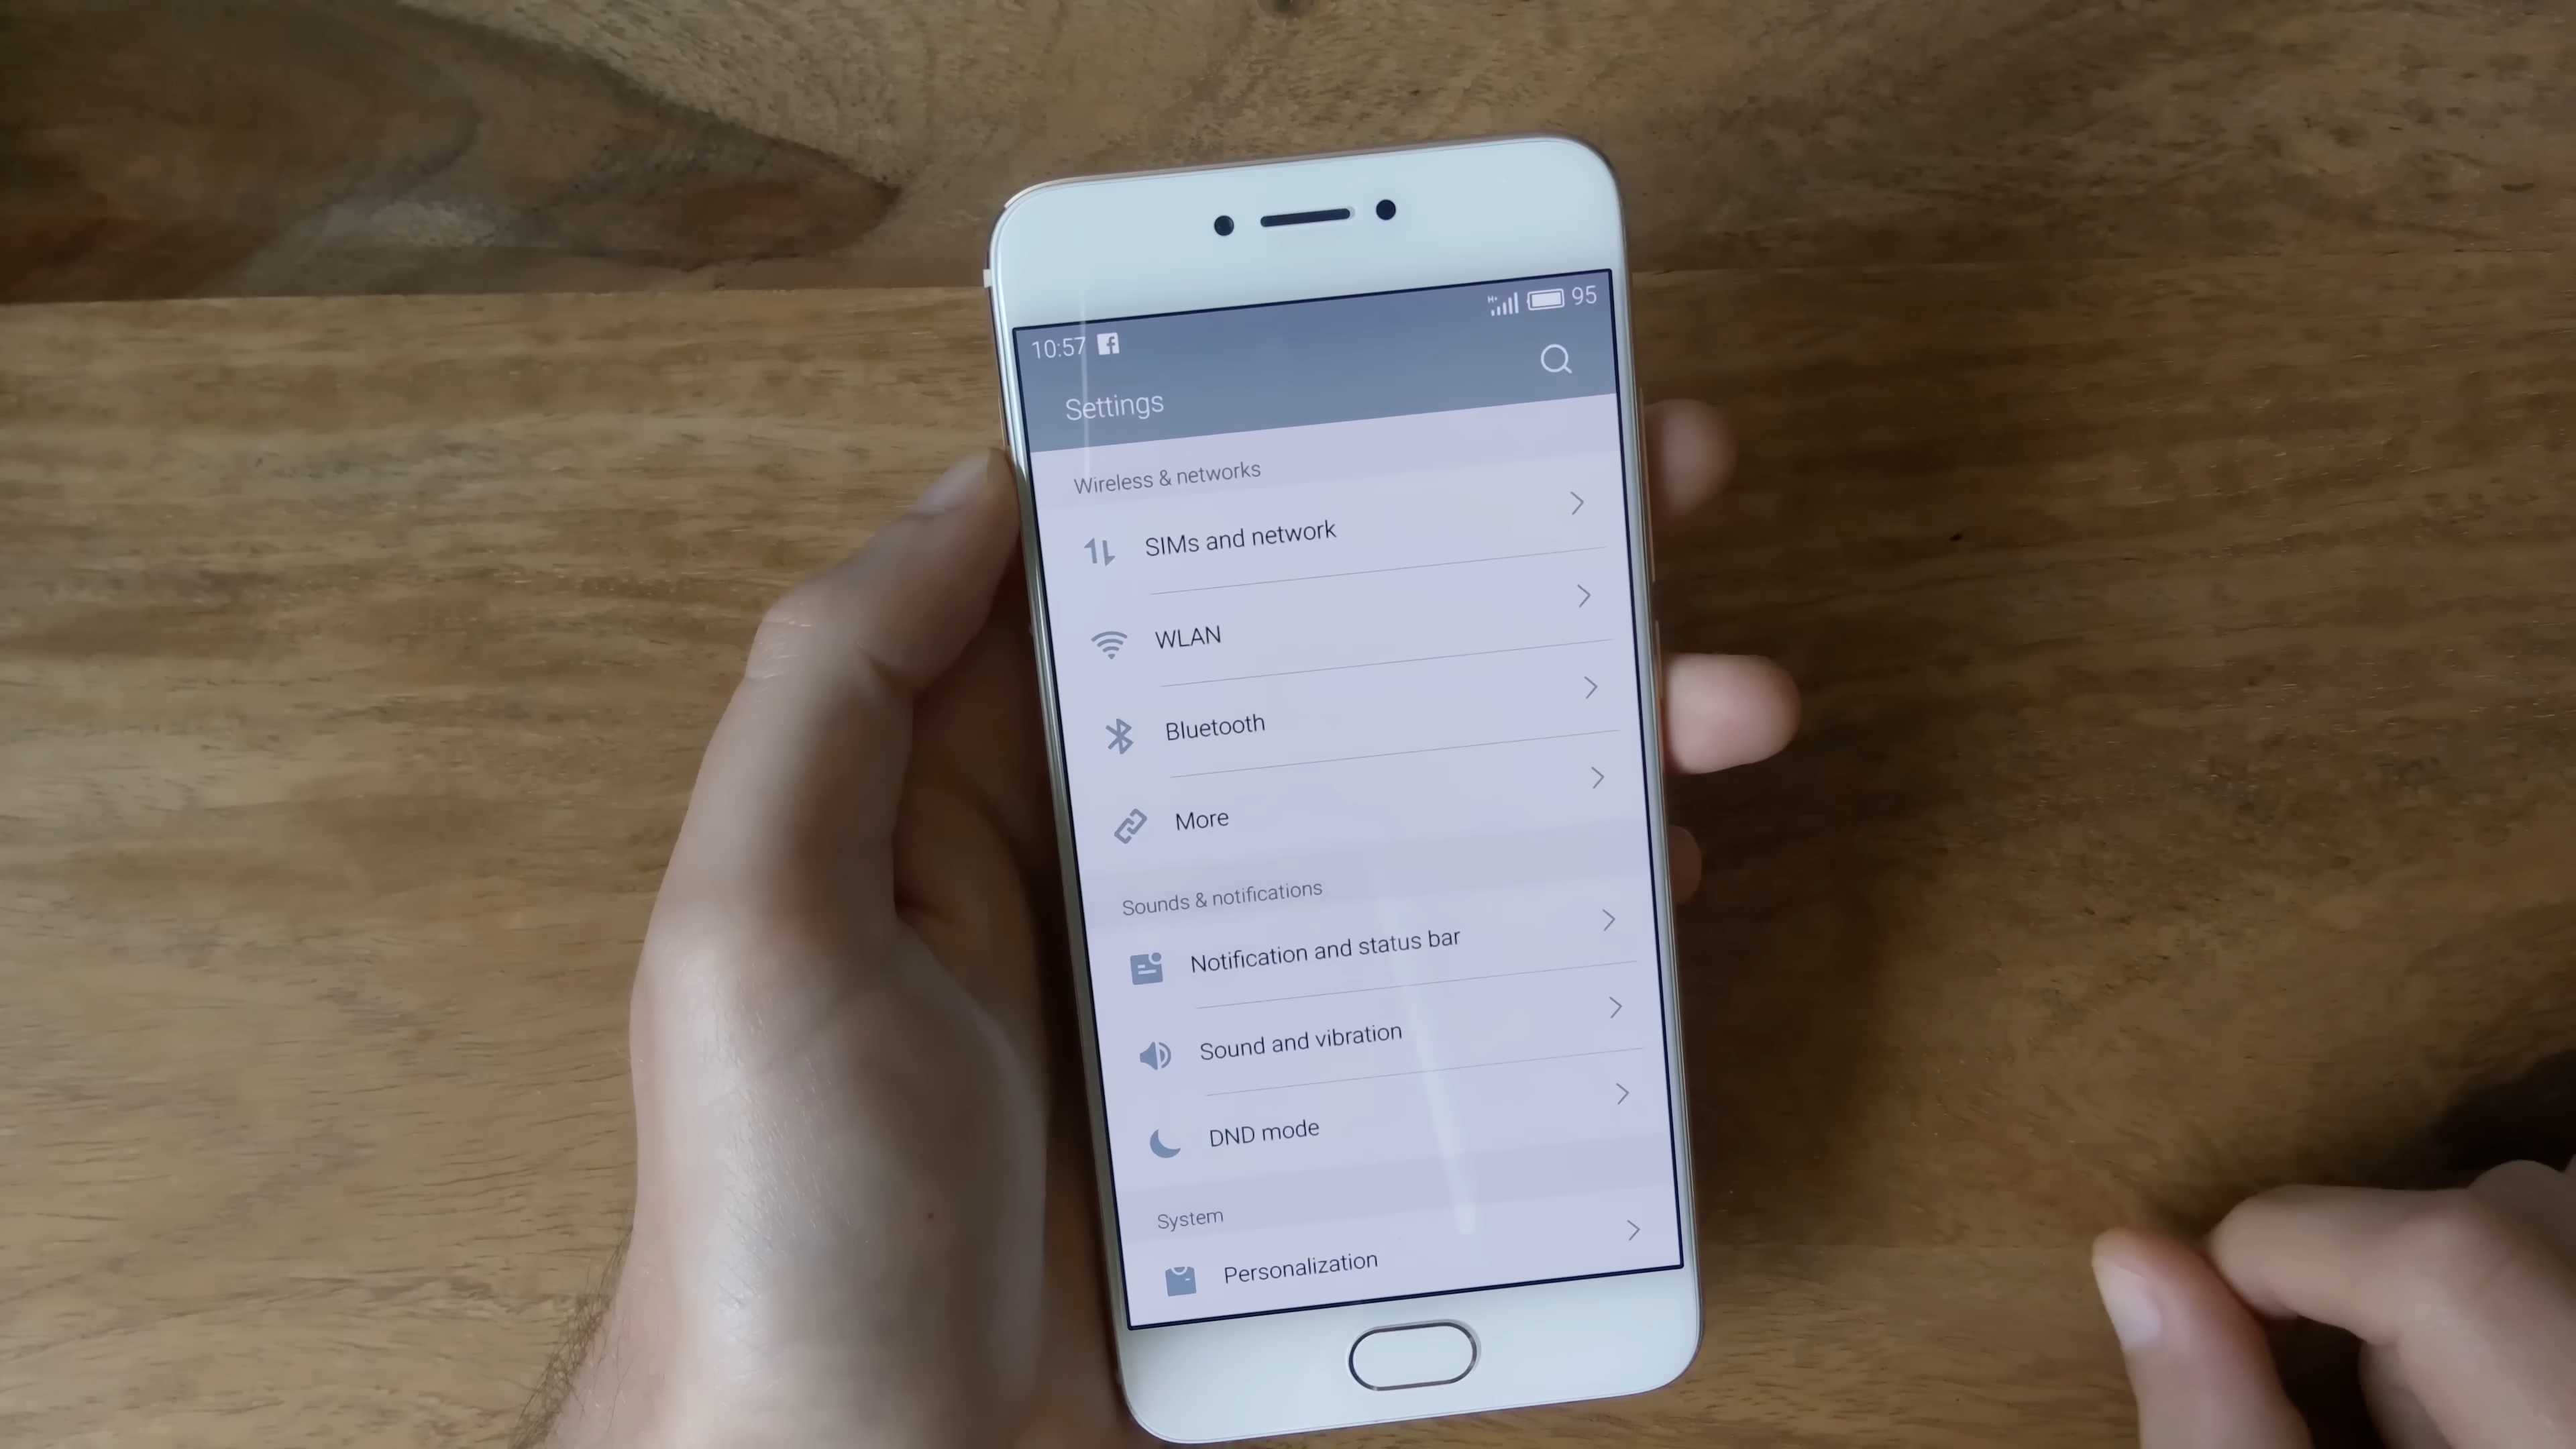 10:57
H+ 95
Settings
Wireless & networks
SIMs and network
WLAN
Bluetooth
More
Sounds & notifications
Notification and status bar
Sound and vibration
DND mode
System
Personalization